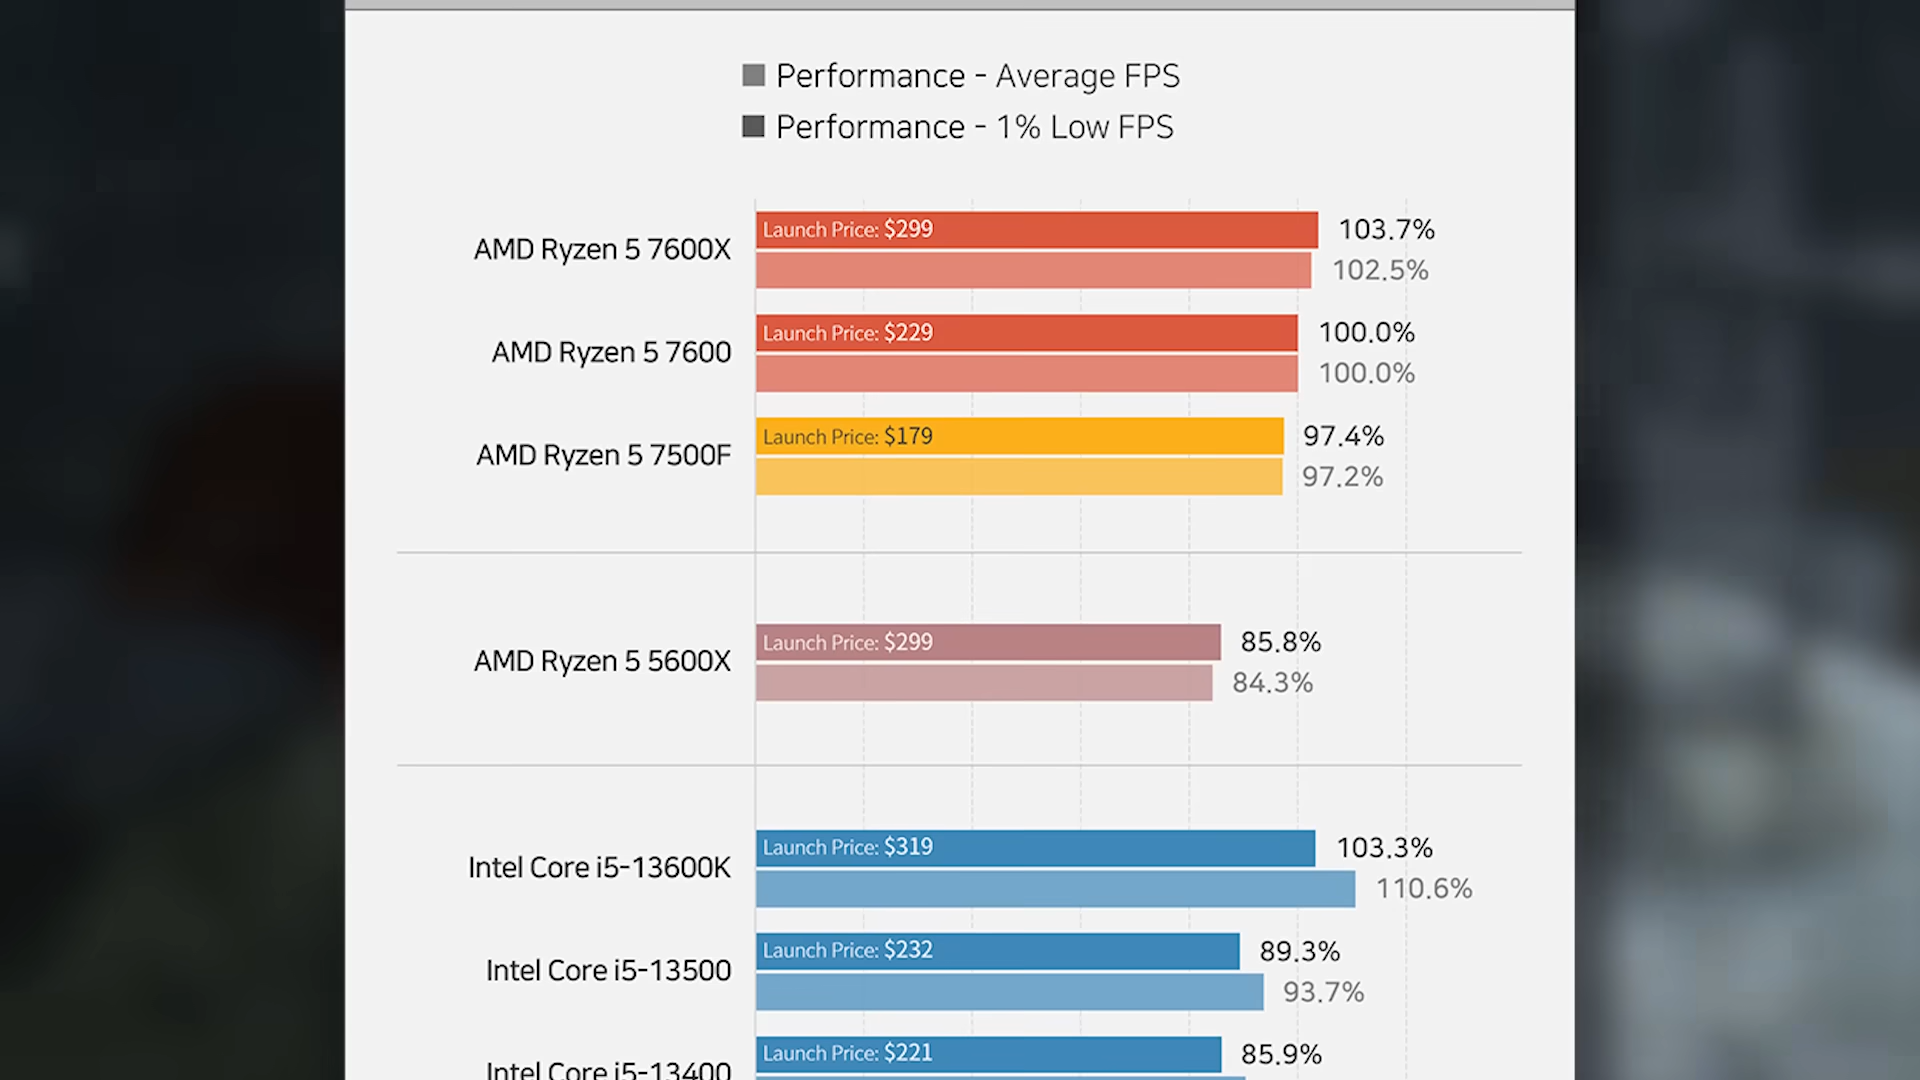 Performance - Average FPS
Performance - 1% Low FPS
AMD Ryzen 5 7600X
Launch Price: $299
103.7%
102.5%
AMD Ryzen 5 7600
Launch Price: $229
100.0%
100.0%
AMD Ryzen 5 7500F
Launch Price: $179
97.4%
97.2%
AMD Ryzen 5 5600X
Launch Price: $299
85.8%
84.3%
Intel Core i5-13600K
Launch Price: $319
103.3%
110.6%
Intel Core i5-13500
Launch Price: $232
89.3%
93.7%
Intel Core i5-13400
Launch Price: $221
85.9%